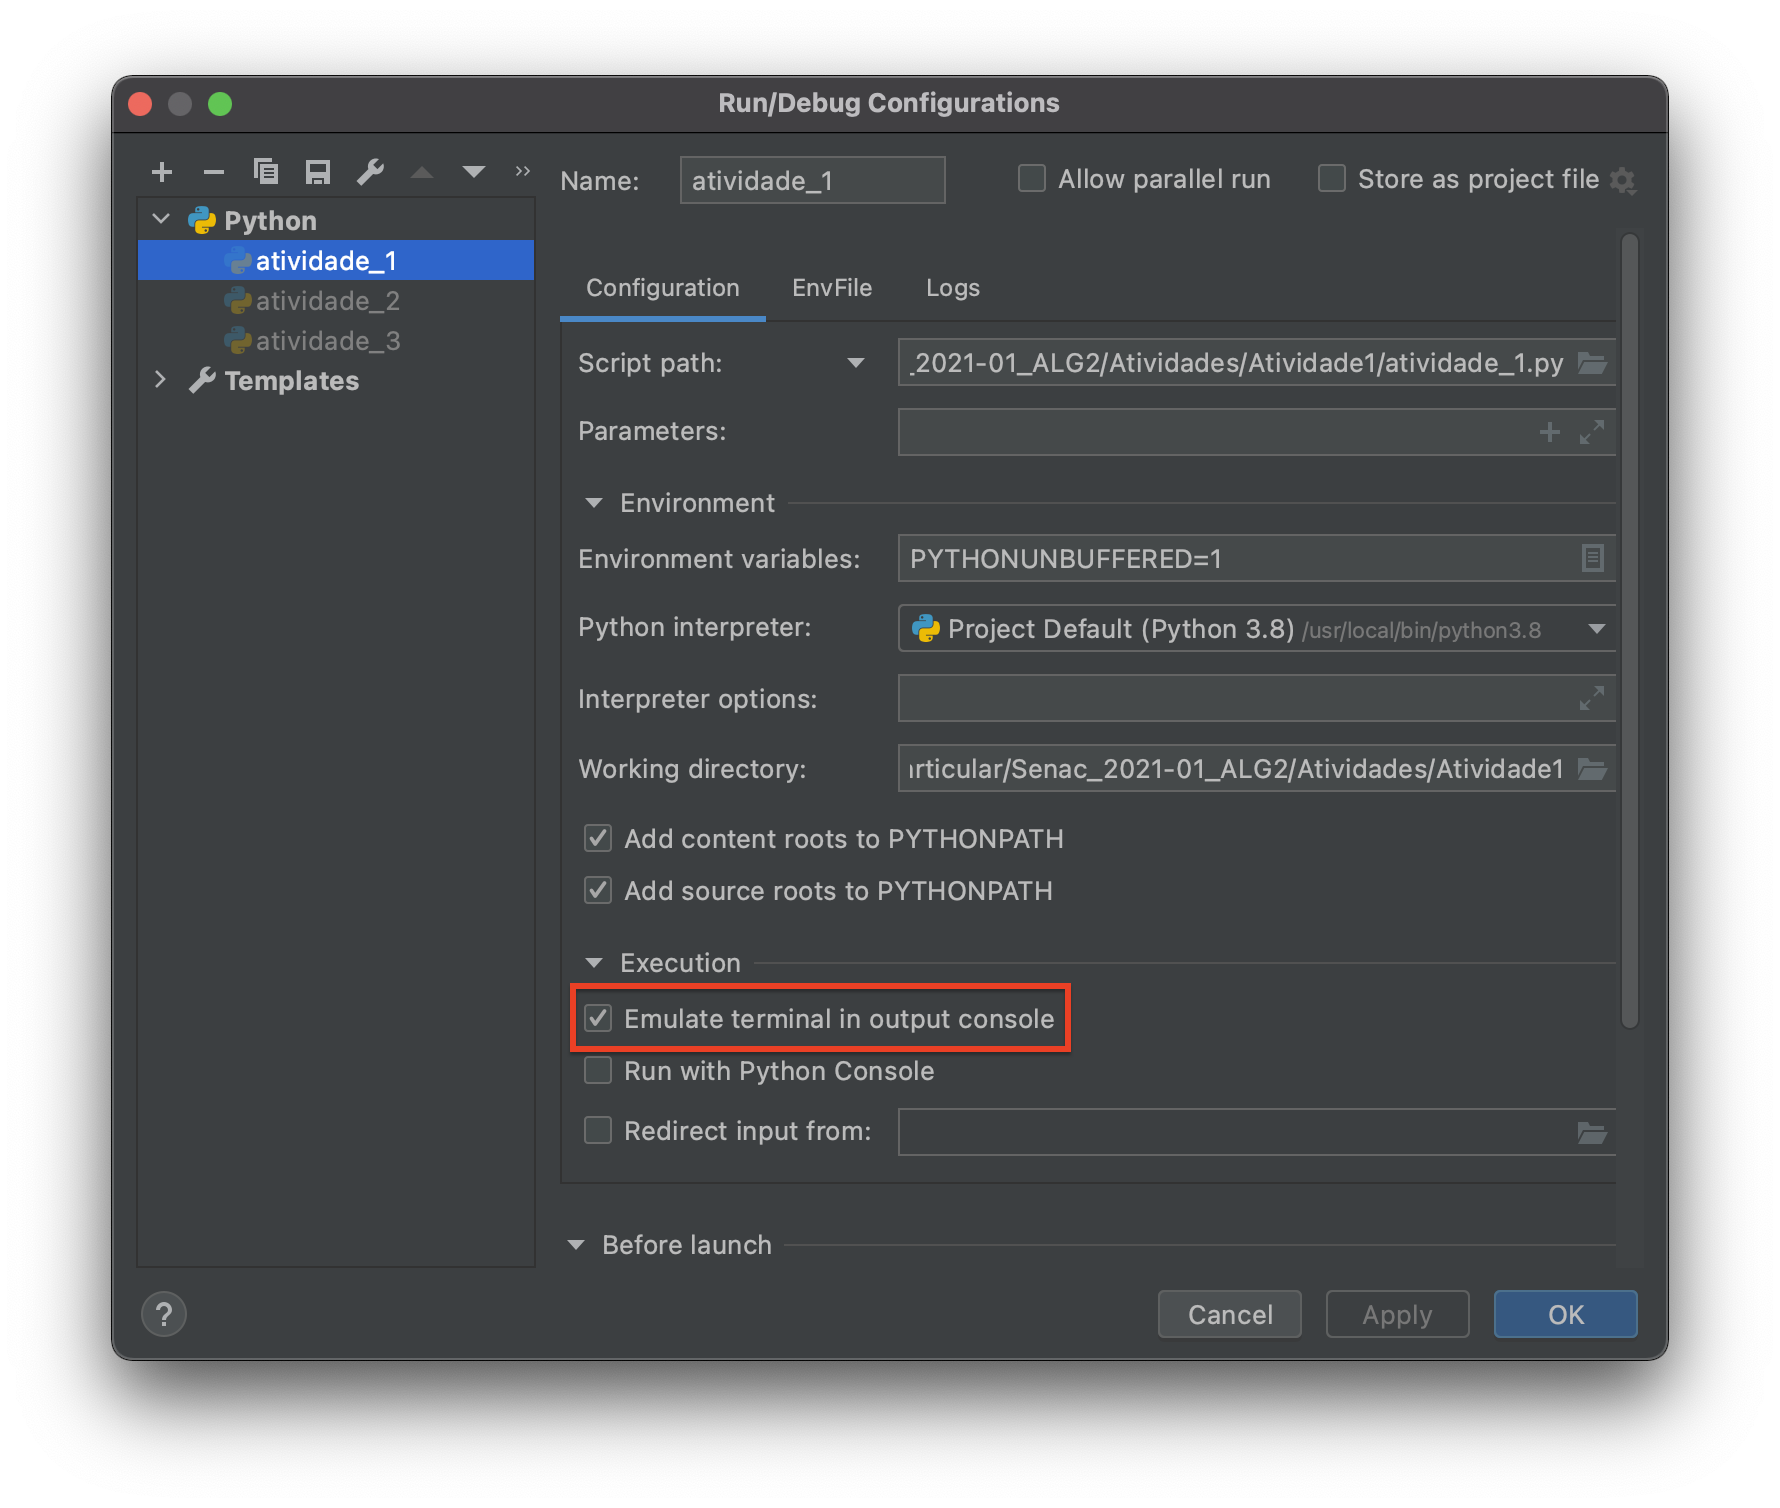 Run/Debug Configurations
Name: atividade_1 Allow parallel run Store as project file
Python
atividade_1
atividade_2
atividade_3
Templates
Configuration EnvFile Logs
Script path: _2021-01_ALG2/Atividades/Atividade1/atividade_1.py
Parameters:
Environment
Environment variables: PYTHONUNBUFFERED=1
Python interpreter: Project Default (Python 3.8) /usr/local/bin/python3.8
Interpreter options:
Working directory: articular/Senac_2021-01_ALG2/Atividades/Atividade1
Add content roots to PYTHONPATH
Add source roots to PYTHONPATH
Execution
Emulate terminal in output console
Run with Python Console
Redirect input from:
Before launch
? Cancel Apply OK